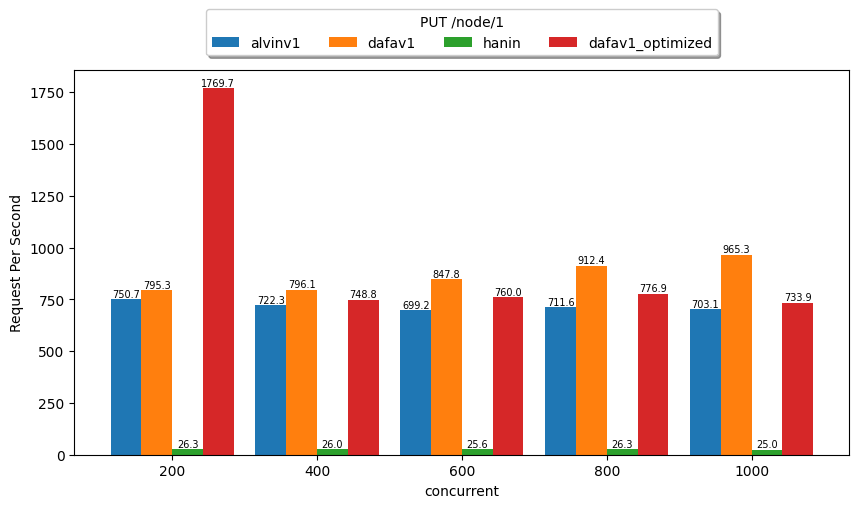 PUT /node/1
alvinv1 dafav1 hanin dafav1_optimized
Request Per Second
1750
1500
1250
1000
750
500
250
0
750.7 795.3 26.3 1769.7
722.3 796.1 26.0 748.8
699.2 847.8 25.6 760.0
711.6 912.4 26.3 776.9
703.1 965.3 25.0 733.9
200 400 600 800 1000
concurrent